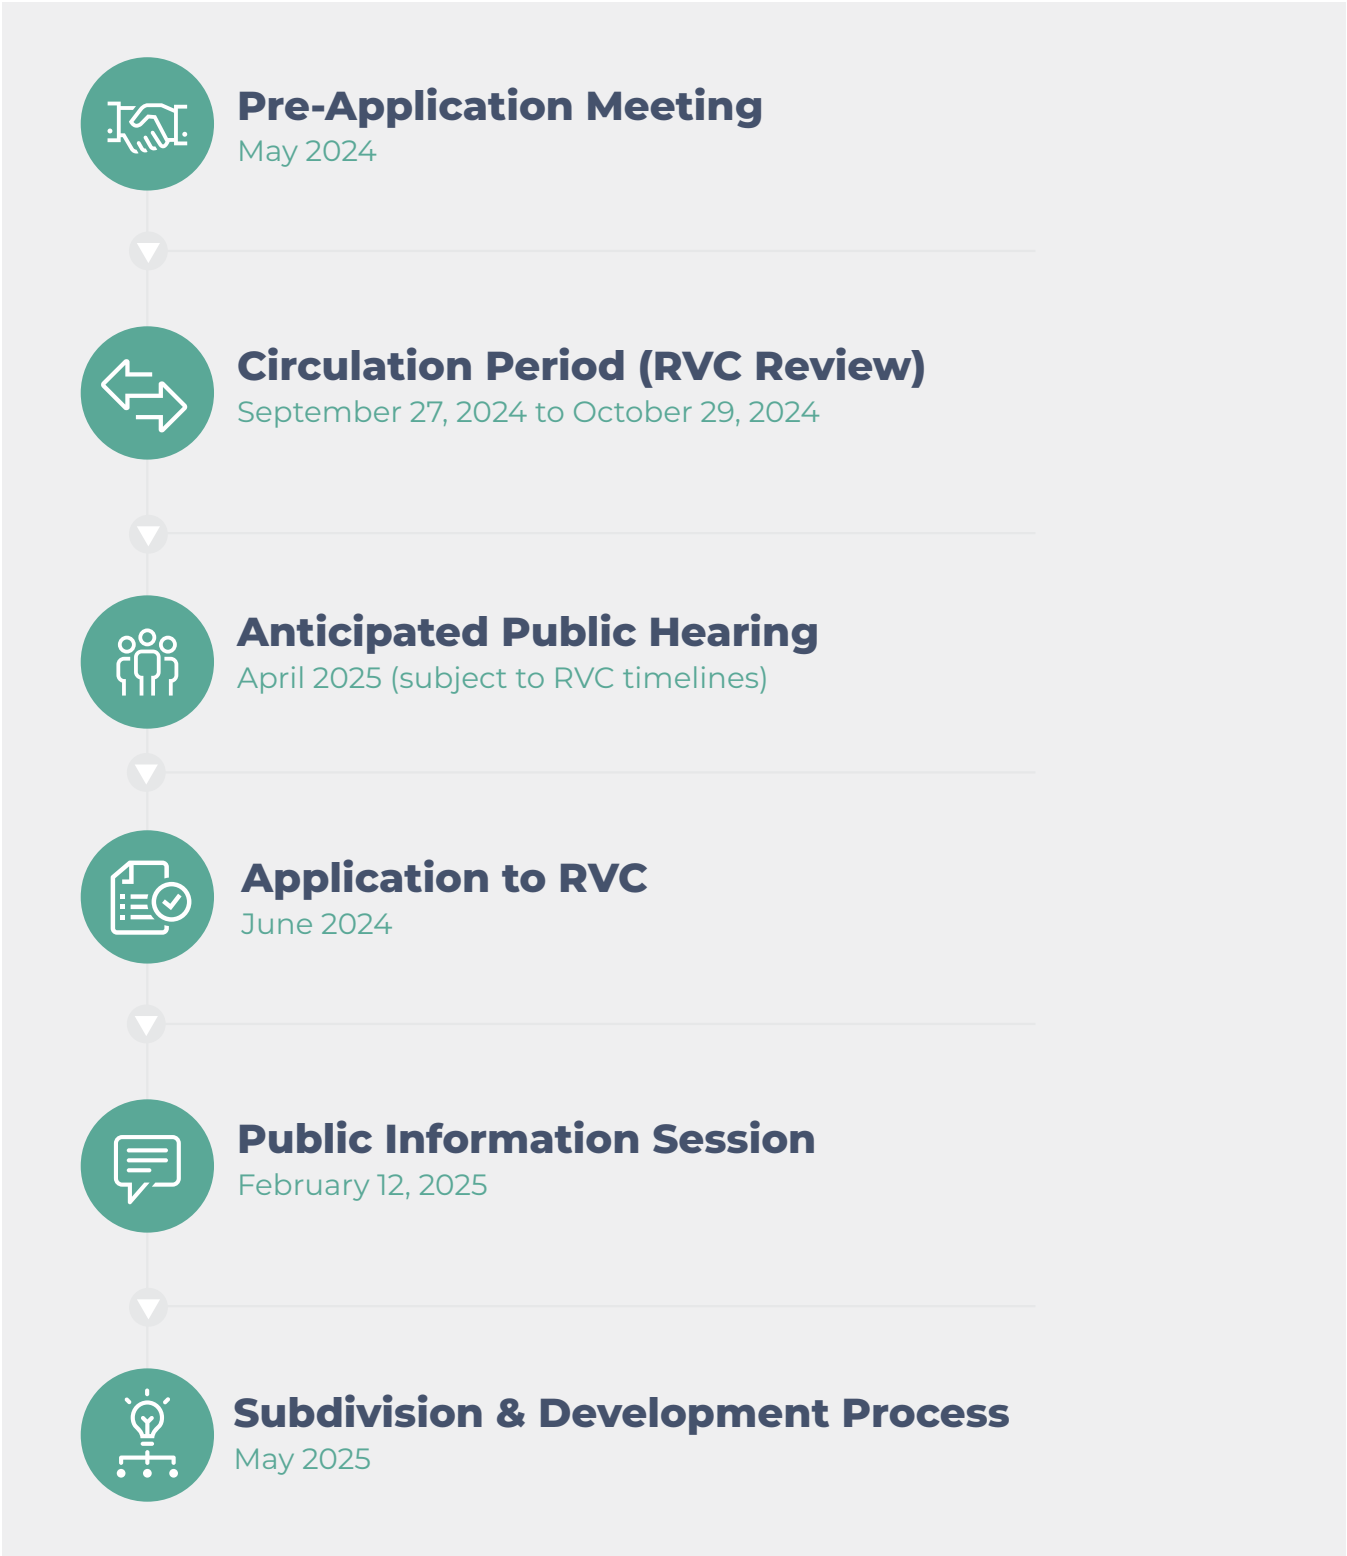 Pre-Application Meeting
May 2024
Circulation Period (RVC Review)
September 27, 2024 to October 29, 2024
Anticipated Public Hearing
April 2025 (subject to RVC timelines)
Application to RVC
June 2024
Public Information Session
February 12, 2025
Subdivision & Development Process
May 2025